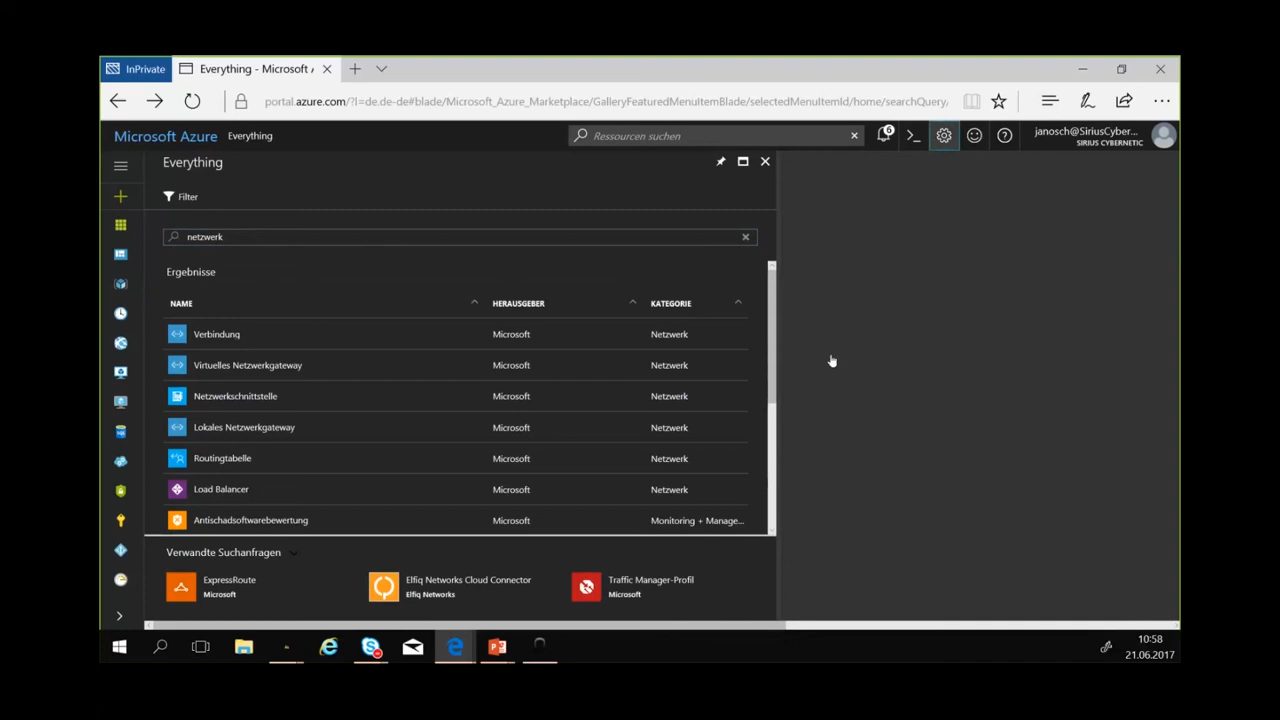 InPrivate
Everything - Microsoft A
portal.azure.com/?l=de.de-de#blade/Microsoft_Azure_Marketplace/GalleryFeaturedMenuItemBlade/selectedMenuItemId/home/searchQuery,
Microsoft Azure Everything
Ressourcen suchen
6
janosch@SiriusCyber...
SIRIUS CYBERNETIC
Everything
Filter
netzwerk
Ergebnisse
NAME HERAUSGEBER KATEGORIE
Verbindung Microsoft Netzwerk
Virtuelles Netzwerkgateway Microsoft Netzwerk
Netzwerkschnittstelle Microsoft Netzwerk
Lokales Netzwerkgateway Microsoft Netzwerk
Routingtabelle Microsoft Netzwerk
Load Balancer Microsoft Netzwerk
Antischadsoftwarebewertung Microsoft Monitoring + Manage...
Verwandte Suchanfragen
ExpressRoute
Microsoft
Elfiq Networks Cloud Connector
Elfiq Networks
Traffic Manager-Profil
Microsoft
10:58
21.06.2017